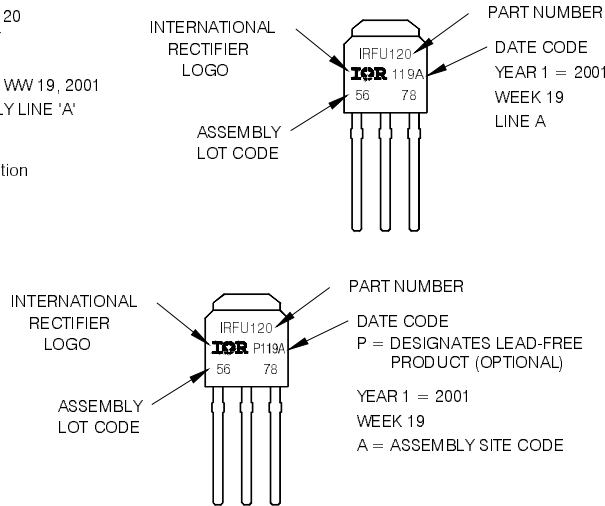 20
WW 19, 2001
LY LINE 'A'
tion
INTERNATIONAL
RECTIFIER
LOGO
ASSEMBLY
LOT CODE
IRFU120
IOR 119A
56 78
PART NUMBER
DATE CODE
YEAR 1 = 2001
WEEK 19
LINE A
INTERNATIONAL
RECTIFIER
LOGO
ASSEMBLY
LOT CODE
IRFU120
IOR P119A
56 78
PART NUMBER
DATE CODE
P = DESIGNATES LEAD-FREE
PRODUCT (OPTIONAL)
YEAR 1 = 2001
WEEK 19
A = ASSEMBLY SITE CODE